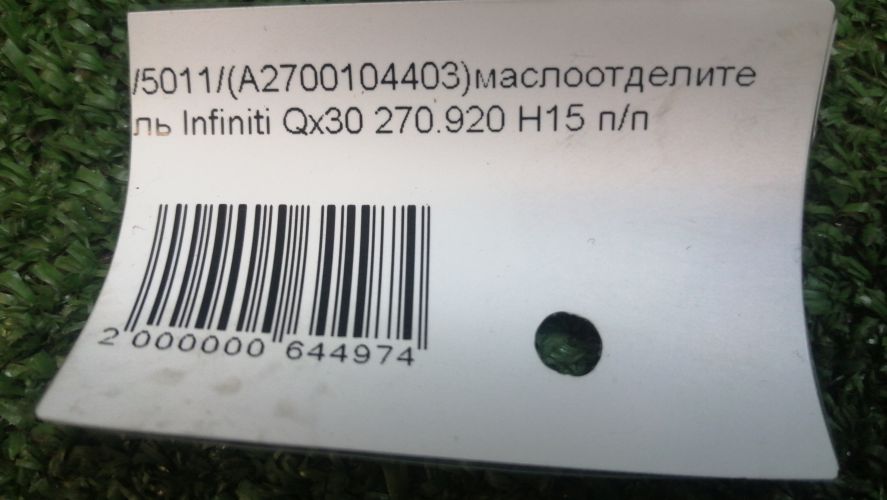 /5011/(A2700104403)маслоотделите
ль Infiniti Qx30 270.920 H15 п/п
2 000000 644974